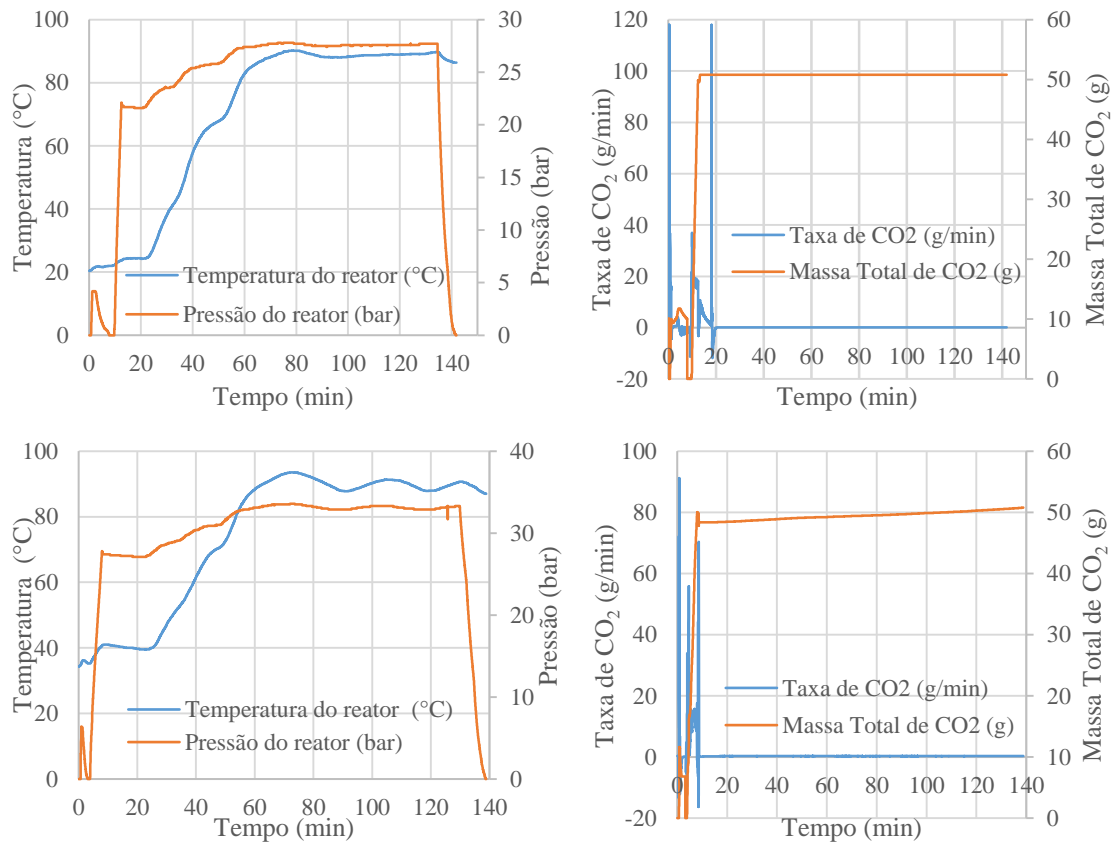 100
80
60
40
20
0
Temperatura (°C)
30
25
20
15
10
5
0
Pressão (bar)
Temperatura do reator (°C)
Pressão do reator (bar)
0 20 40 60 80 100 120 140
Tempo (min)
120
100
80
60
40
20
0
-20
Taxa de CO2 (g/min)
60
50
40
30
20
10
0
Massa Total de CO2 (g)
Taxa de CO2 (g/min)
Massa Total de CO2 (g)
0 20 40 60 80 100 120 140
Tempo (min)
100
80
60
40
20
0
Temperatura (°C)
40
30
20
10
0
Pressão (bar)
Temperatura do reator (°C)
Pressão do reator (bar)
0 20 40 60 80 100 120 140
Tempo (min)
100
80
60
40
20
0
-20
Taxa de CO2 (g/min)
60
50
40
30
20
10
0
Massa Total de CO2 (g)
Taxa de CO2 (g/min)
Massa Total de CO2 (g)
0 20 40 60 80 100 120 140
Tempo (min)